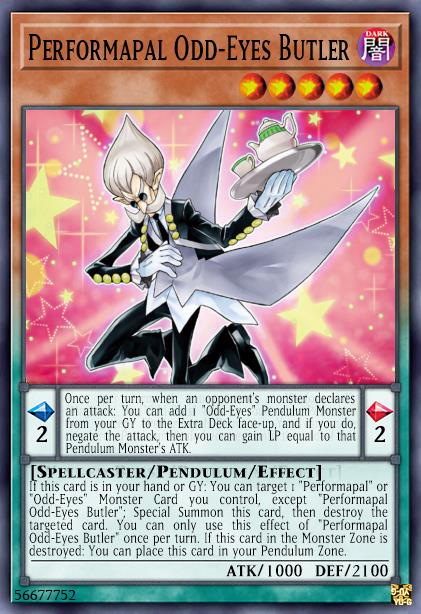 Performapal Odd-Eyes Butler
DARK
闇
Once per turn, when an opponent's monster declares
an attack: You can add 1 "Odd-Eyes" Pendulum Monster
from your GY to the Extra Deck face-up, and if you do,
negate the attack, then you can gain LP equal to that
Pendulum Monster's ATK.
2
2
[Spellcaster/Pendulum/Effect]
If this card is in your hand or GY: You can target 1 "Performapal" or
"Odd-Eyes" Monster Card you control, except "Performapal
Odd-Eyes Butler"; Special Summon this card, then destroy the
targeted card. You can only use this effect of "Performapal
Odd-Eyes Butler" once per turn. If this card in the Monster Zone is
destroyed: You can place this card in your Pendulum Zone.
ATK/1000 DEF/2100
56677752